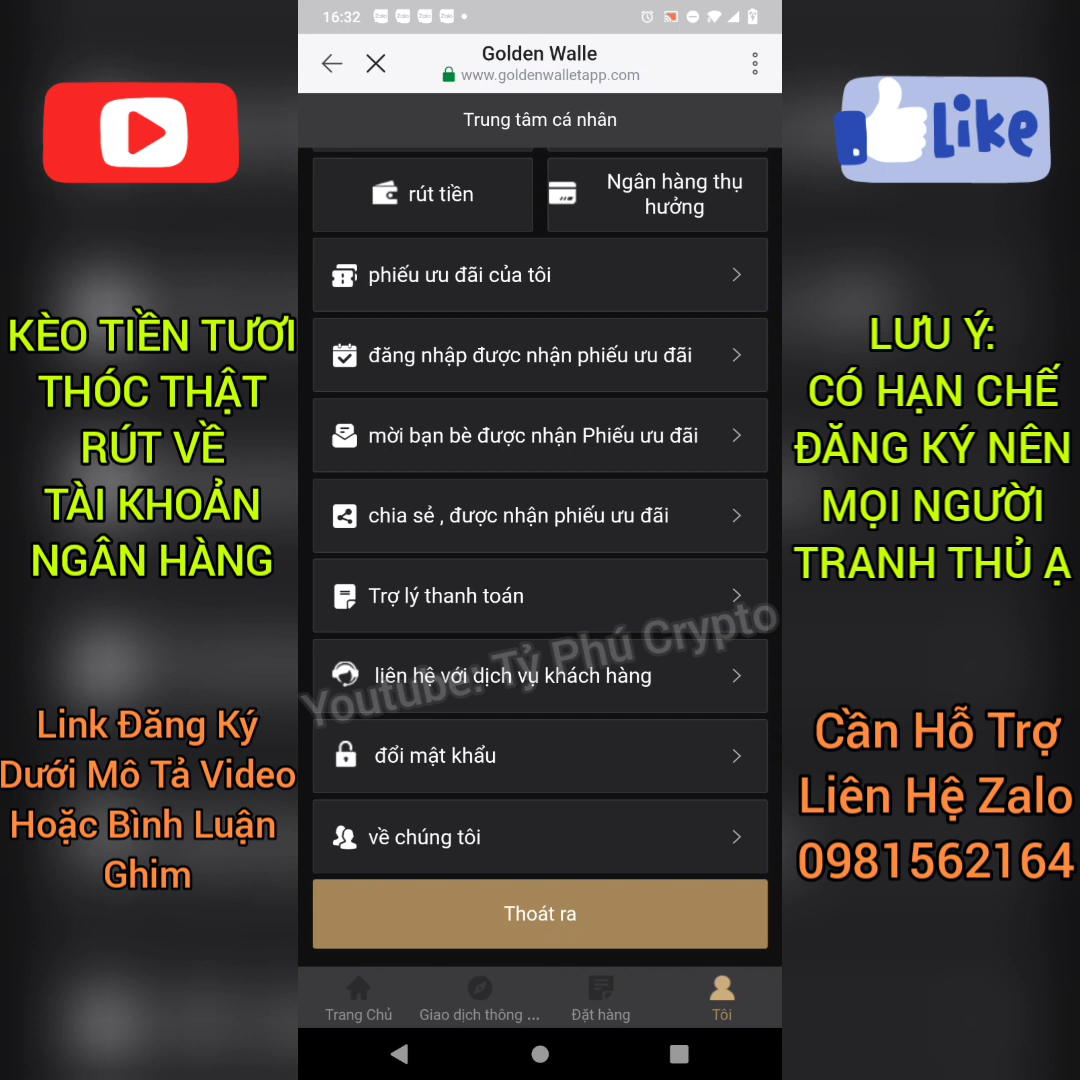 16:32
Zalo Zalo Zalo Zalo
Golden Walle
www.goldenwalletapp.com
Trung tâm cá nhân
rút tiền
Ngân hàng thụ
hưởng
phiếu ưu đãi của tôi
đăng nhập được nhận phiếu ưu đãi
mời bạn bè được nhận Phiếu ưu đãi
chia sẻ , được nhận phiếu ưu đãi
Trợ lý thanh toán
liên hệ với dịch vụ khách hàng
đổi mật khẩu
về chúng tôi
Thoát ra
Trang Chủ
Giao dịch thông ...
Đặt hàng
Tôi
Youtube: Tỷ Phú Crypto
KÈO TIỀN TƯƠI
THÓC THẬT
RÚT VỀ
TÀI KHOẢN
NGÂN HÀNG
Link Đăng Ký
Dưới Mô Tả Video
Hoặc Bình Luận
Ghim
Like
LƯU Ý:
CÓ HẠN CHẾ
ĐĂNG KÝ NÊN
MỌI NGƯỜI
TRANH THỦ Ạ
Cần Hỗ Trợ
Liên Hệ Zalo
0981562164